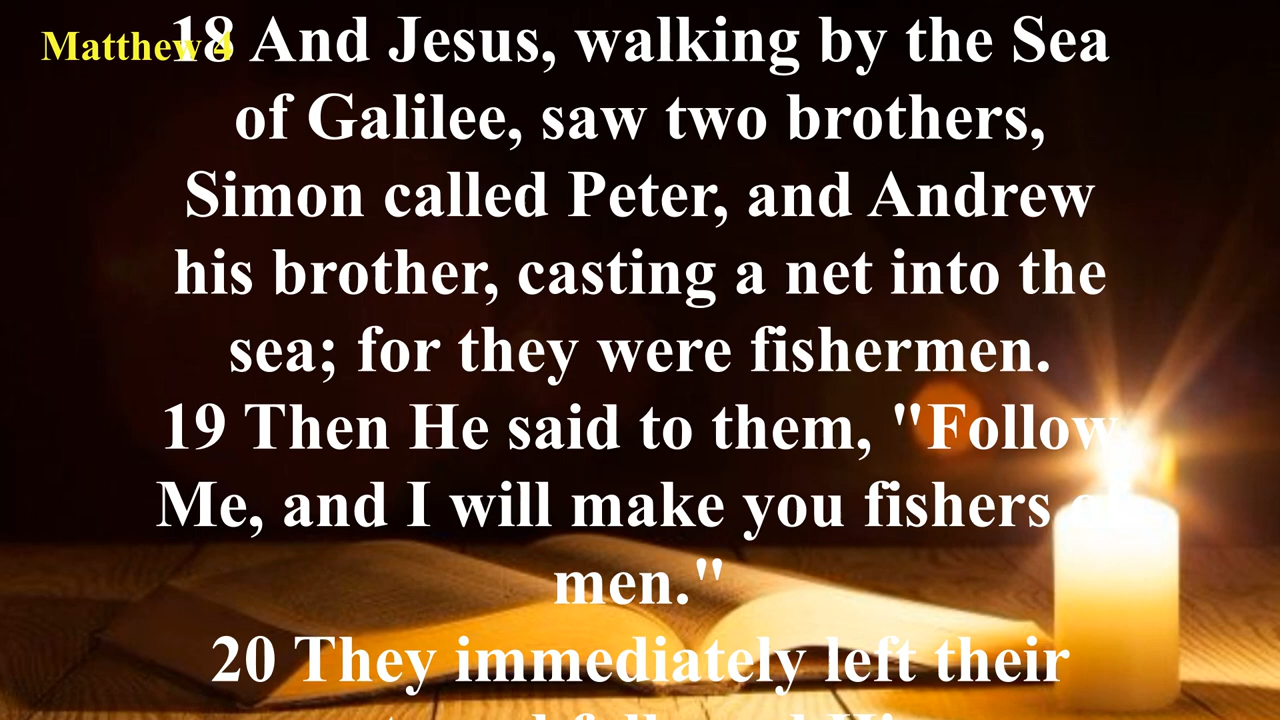 Matthew 4
18 And Jesus, walking by the Sea
of Galilee, saw two brothers,
Simon called Peter, and Andrew
his brother, casting a net into the
sea; for they were fishermen.
19 Then He said to them, "Follow
Me, and I will make you fishers of
men."
20 They immediately left their